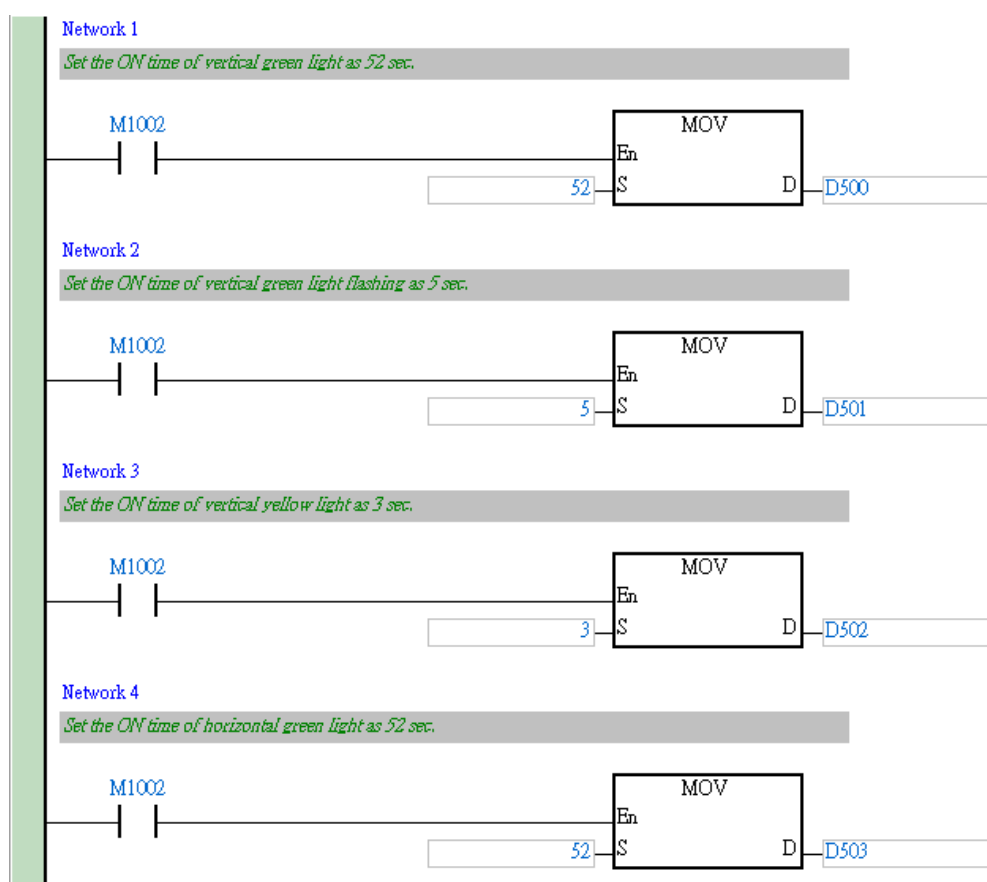 Network 1
Set the ON time of vertical green light as 52 sec.
M1002
MOV
En
52 S D D500
Network 2
Set the ON time of vertical green light flashing as 5 sec.
M1002
MOV
En
5 S D D501
Network 3
Set the ON time of vertical yellow light as 3 sec.
M1002
MOV
En
3 S D D502
Network 4
Set the ON time of horizontal green light as 52 sec.
M1002
MOV
En
52 S D D503